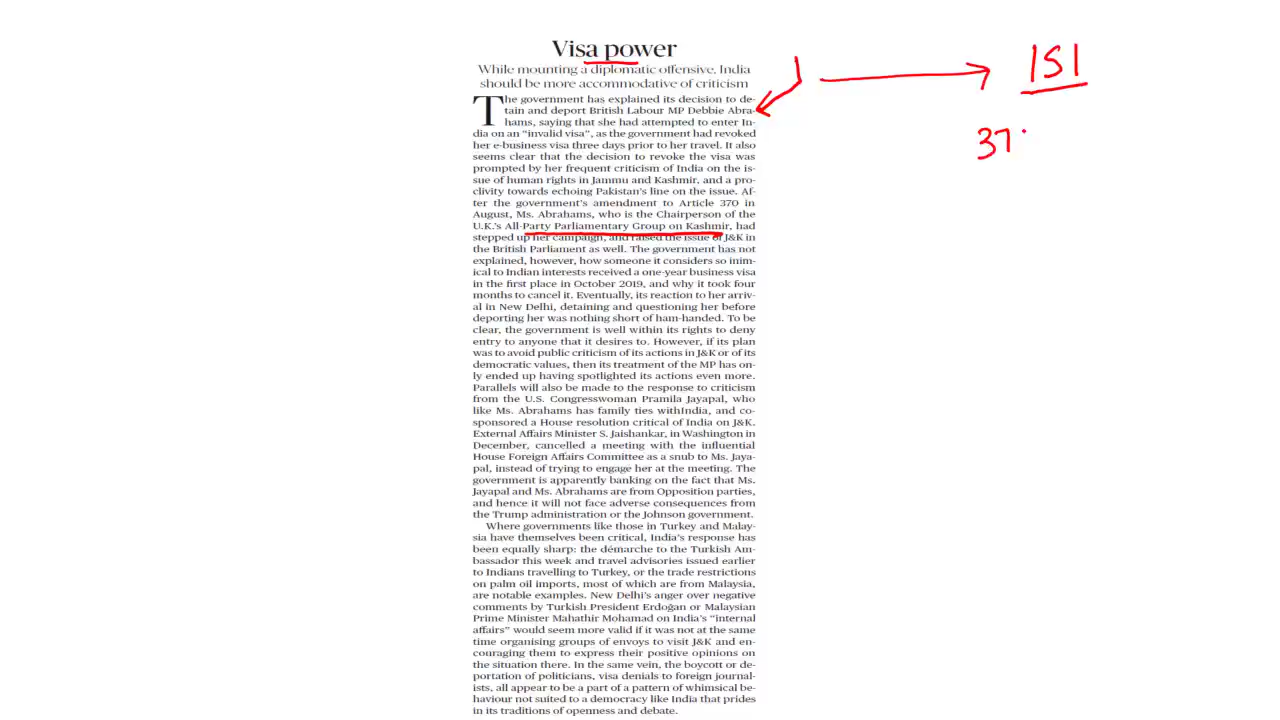 Visa power
While mounting a diplomatic offensive, India
should be more accommodative of criticism
The government has explained its decision to de-
tain and deport British Labour MP Debbie Abra-
hams, saying that she had attempted to enter In-
dia on an “invalid visa”, as the government had revoked
her e-business visa three days prior to her travel. It also
seems clear that the decision to revoke the visa was
prompted by her frequent criticism of India on the is-
sue of human rights in Jammu and Kashmir, and a pro-
clivity towards echoing Pakistan’s line on the issue. Af-
ter the government’s amendment to Article 370 in
August, Ms. Abrahams, who is the Chairperson of the
U.K.’s All-Party Parliamentary Group on Kashmir, had
stepped up her campaign, and raised the issue of J&K in
the British Parliament as well. The government has not
explained, however, how someone it considers so inim-
ical to Indian interests received a one-year business visa
in the first place in October 2019, and why it took four
months to cancel it. Eventually, its reaction to her arriv-
al in New Delhi, detaining and questioning her before
deporting her was nothing short of ham-handed. To be
clear, the government is well within its rights to deny
entry to anyone that it desires to. However, if its plan
was to avoid public criticism of its actions in J&K or of its
democratic values, then its treatment of the MP has on-
ly ended up having spotlighted its actions even more.
Parallels will also be made to the response to criticism
from the U.S. Congresswoman Pramila Jayapal, who
like Ms. Abrahams has family ties withIndia, and co-
sponsored a House resolution critical of India on J&K.
External Affairs Minister S. Jaishankar, in Washington in
December, cancelled a meeting with the influential
House Foreign Affairs Committee as a snub to Ms. Jaya-
pal, instead of trying to engage her at the meeting. The
government is apparently banking on the fact that Ms.
Jayapal and Ms. Abrahams are from Opposition parties,
and hence it will not face adverse consequences from
the Trump administration or the Johnson government.
Where governments like those in Turkey and Malay-
sia have themselves been critical, India’s response has
been equally sharp: the démarche to the Turkish Am-
bassador this week and travel advisories issued earlier
to Indians travelling to Turkey, or the trade restrictions
on palm oil imports, most of which are from Malaysia,
are notable examples. New Delhi’s anger over negative
comments by Turkish President Erdoğan or Malaysian
Prime Minister Mahathir Mohamad on India’s “internal
affairs” would seem more valid if it was not at the same
time organising groups of envoys to visit J&K and en-
couraging them to express their positive opinions on
the situation there. In the same vein, the boycott or de-
portation of politicians, visa denials to foreign journal-
ists, all appear to be a part of a pattern of whimsical be-
haviour not suited to a democracy like India that prides
in its traditions of openness and debate.
ISI
37